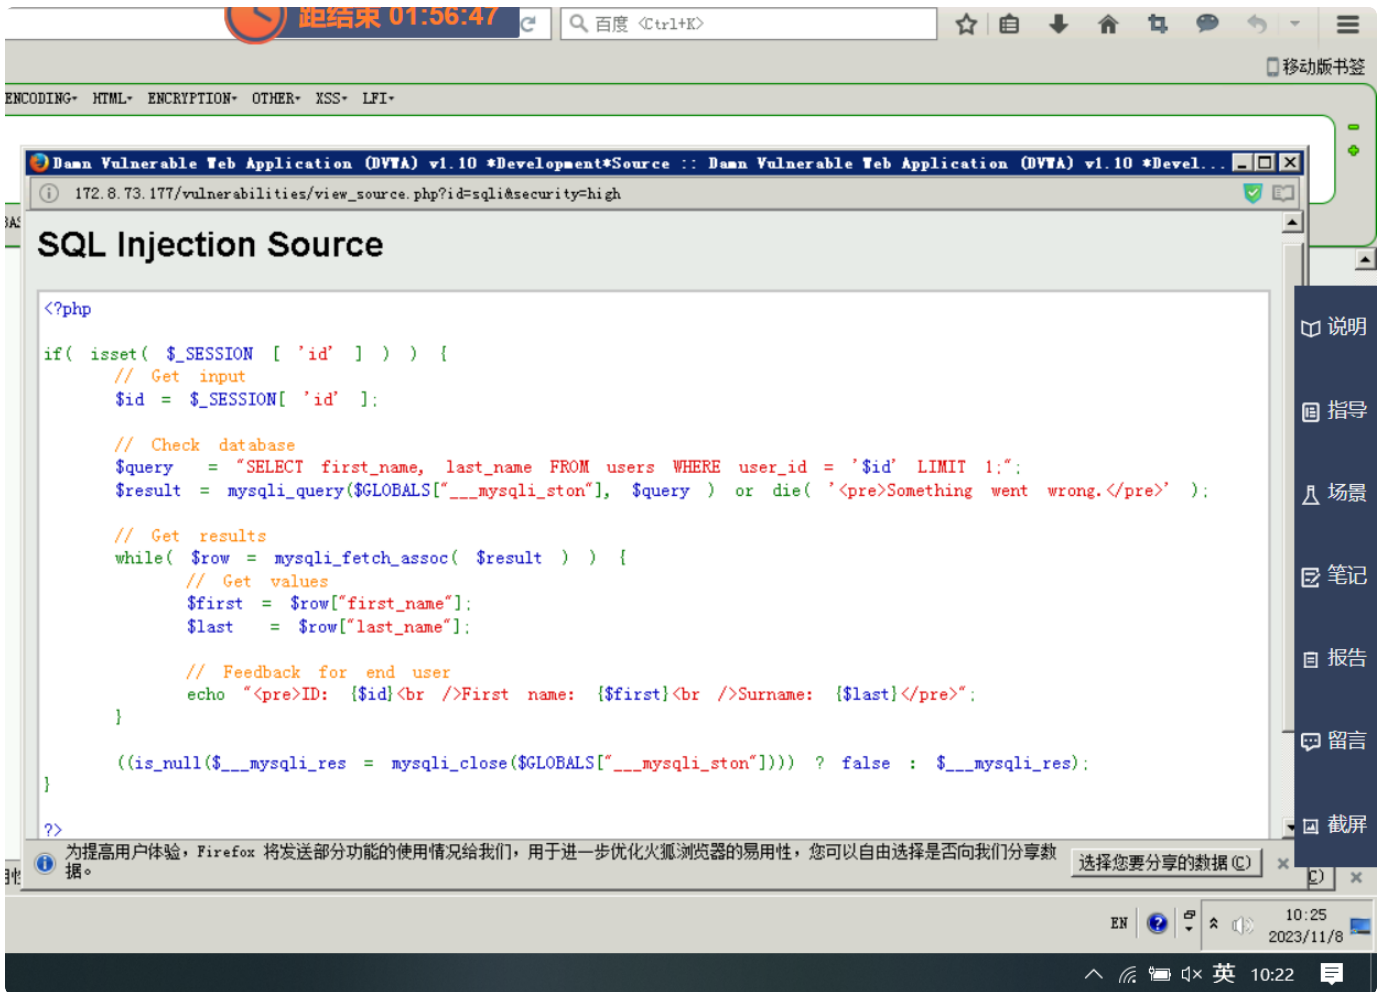 距结束 01:56:47
百度 <Ctrl+K>
移动版书签
ENCODING▾ HTML▾ ENCRYPTION▾ OTHER▾ XSS▾ LFI▾
Damn Vulnerable Web Application (DVWA) v1.10 *Development*Source :: Damn Vulnerable Web Application (DVWA) v1.10 *Devel...
172.8.73.177/vulnerabilities/view_source.php?id=sqli&security=high
SQL Injection Source
<?php
if( isset( $_SESSION [ 'id' ] ) ) {
// Get input
$id = $_SESSION[ 'id' ];
// Check database
$query = "SELECT first_name, last_name FROM users WHERE user_id = '$id' LIMIT 1;";
$result = mysqli_query($GLOBALS["___mysqli_ston"], $query ) or die( '<pre>Something went wrong.</pre>' );
// Get results
while( $row = mysqli_fetch_assoc( $result ) ) {
// Get values
$first = $row["first_name"];
$last = $row["last_name"];
// Feedback for end user
echo "<pre>ID: {$id}<br />First name: {$first}<br />Surname: {$last}</pre>";
}
((is_null($___mysqli_res = mysqli_close($GLOBALS["___mysqli_ston"]))) ? false : $___mysqli_res);
}
?>
说明
指导
场景
笔记
报告
留言
截屏
为提高用户体验，Firefox 将发送部分功能的使用情况给我们，用于进一步优化火狐浏览器的易用性，您可以自由选择是否向我们分享数
据。
选择您要分享的数据(C)
EN
10:25
2023/11/8
英 10:22